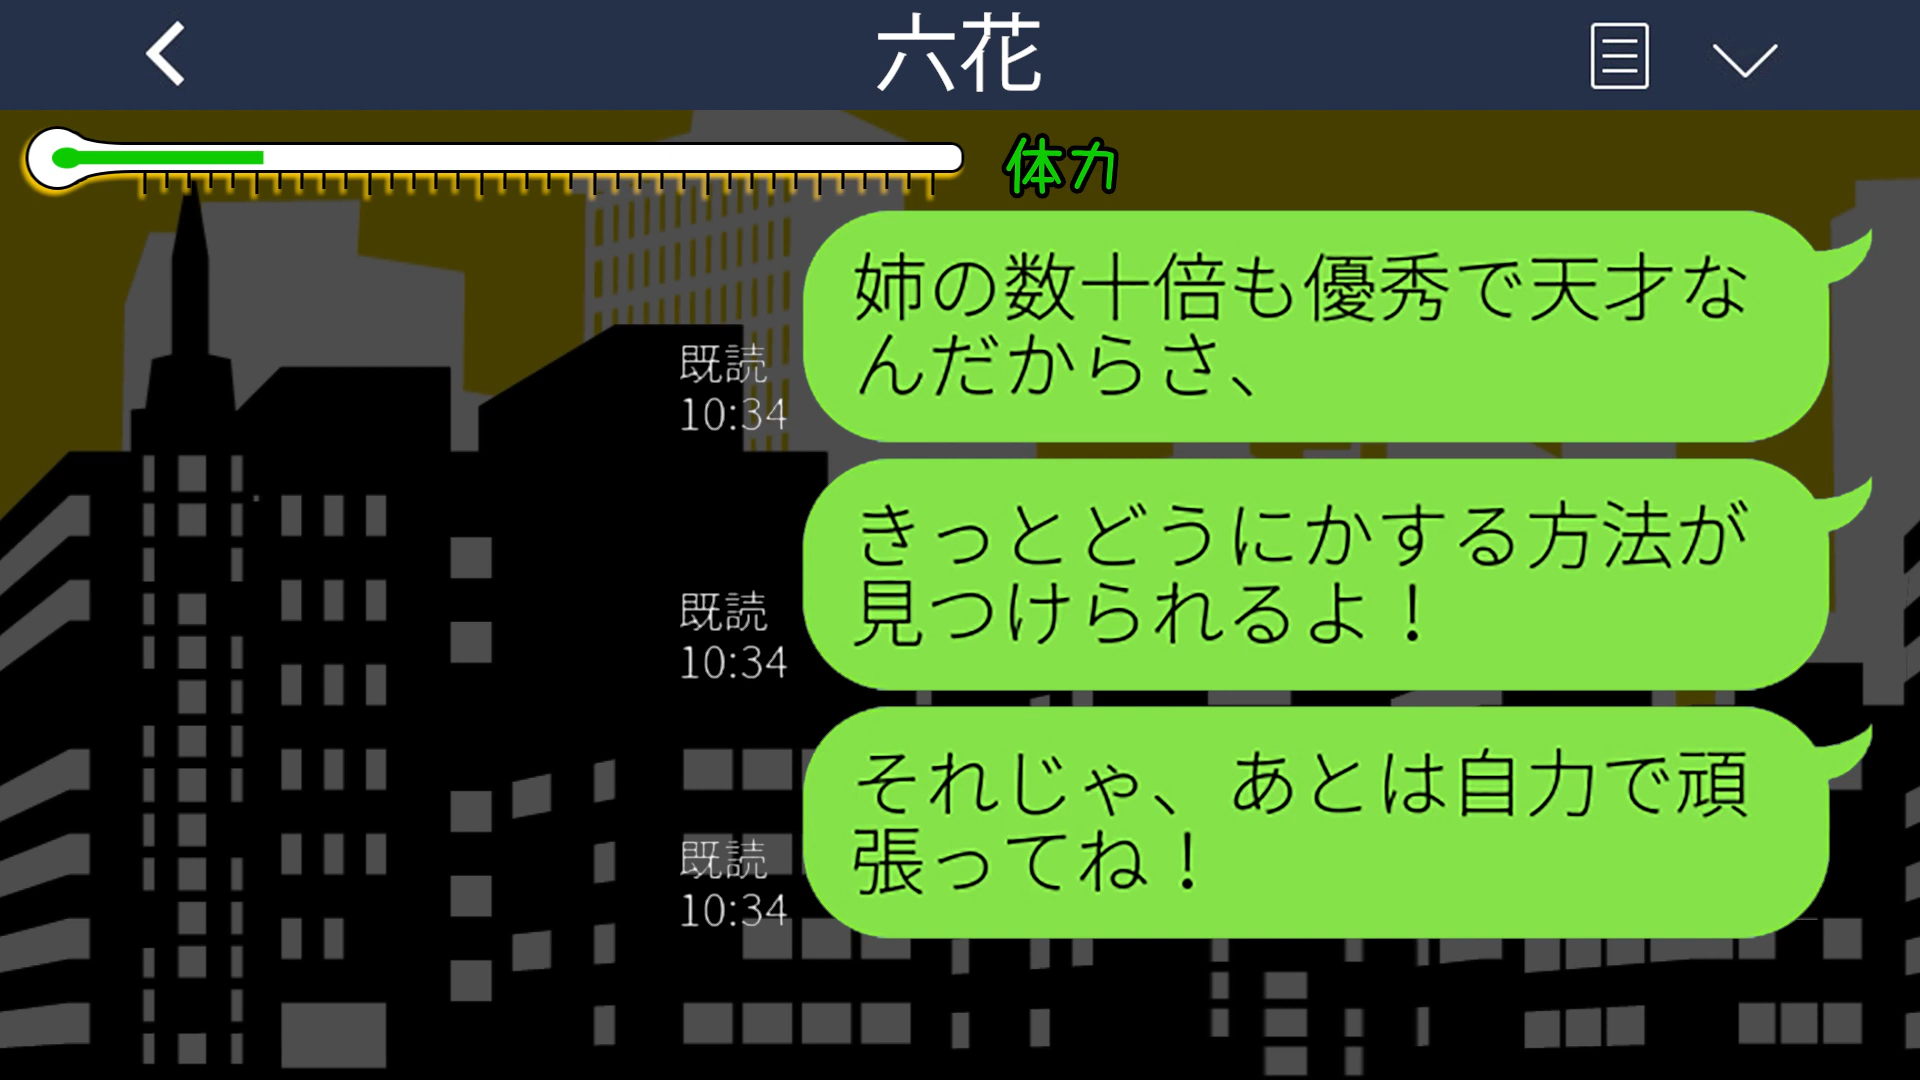 六花
体力
姉の数十倍も優秀で天才な
んだからさ、
既読
10:34
きっとどうにかする方法が
見つけられるよ！
既読
10:34
それじゃ、あとは自力で頑
張ってね！
既読
10:34